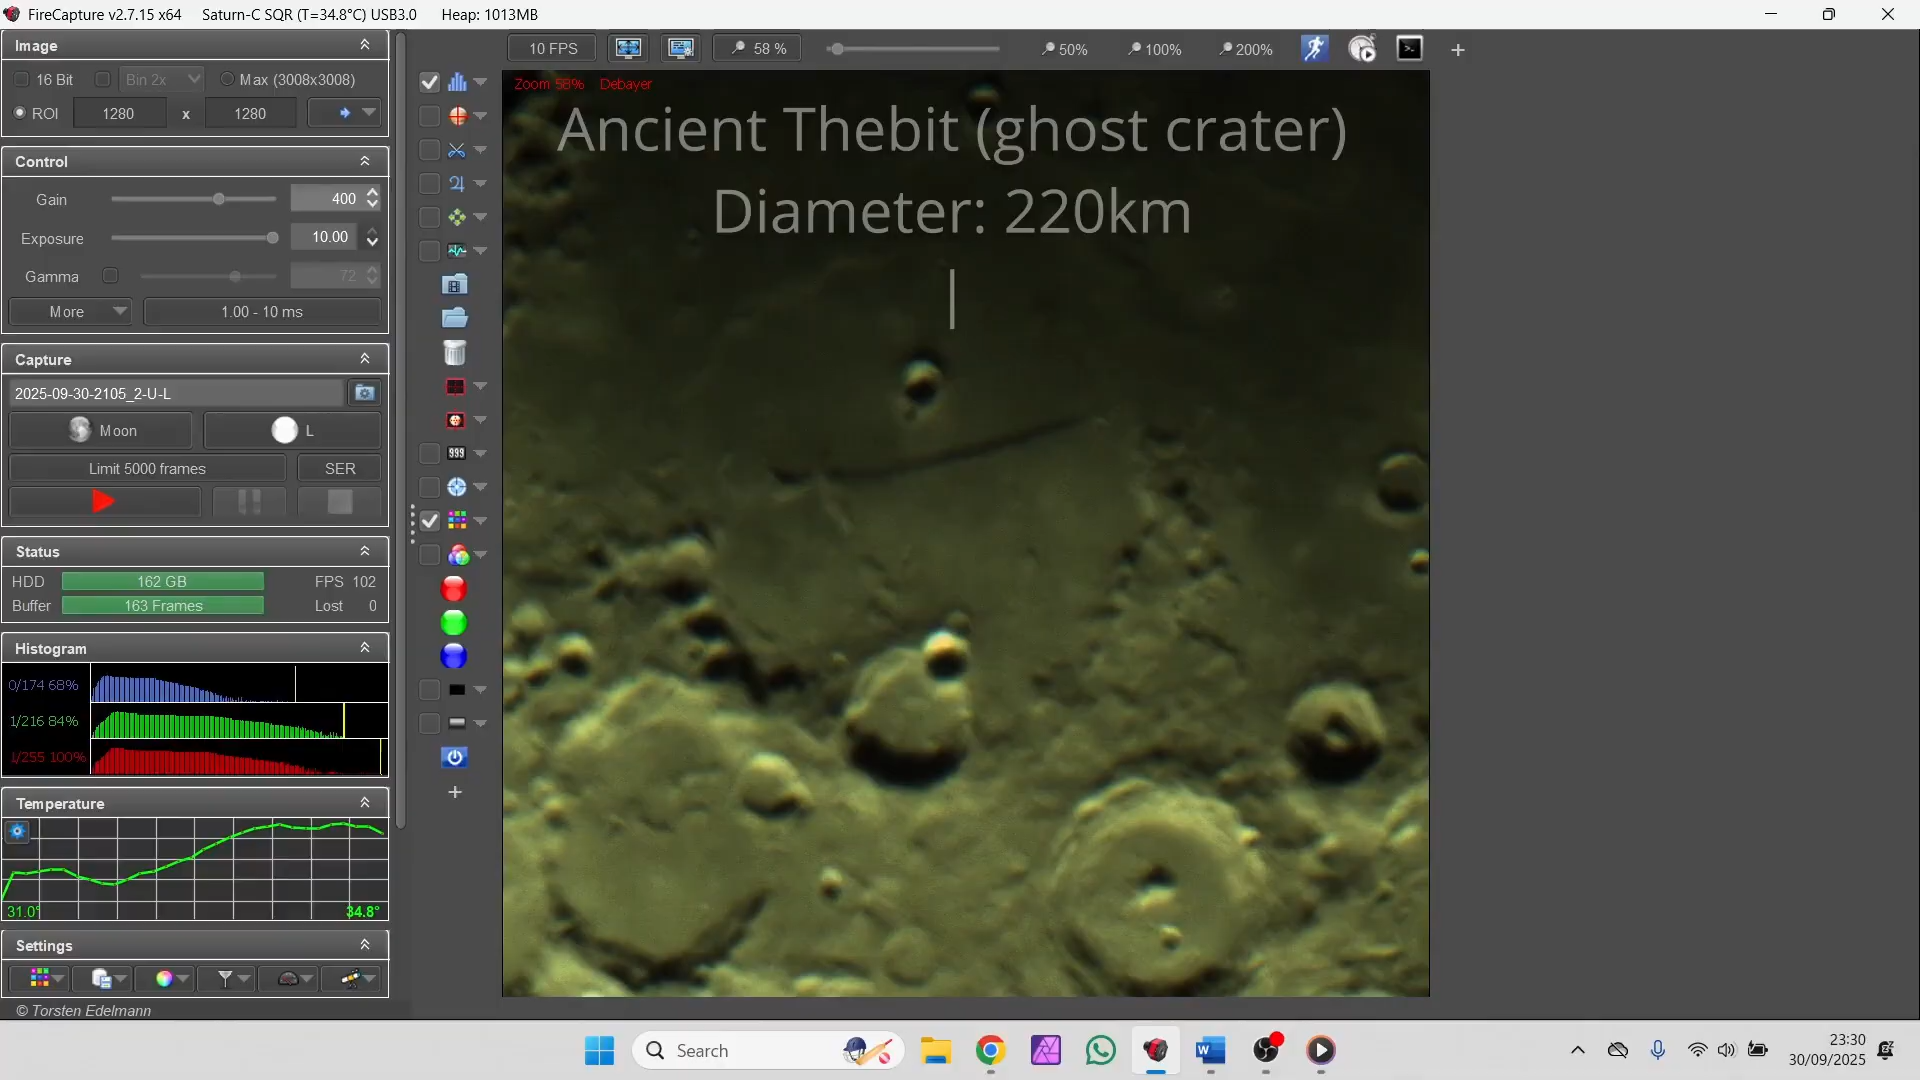 FireCapture v2.7.15 x64 Saturn-C SQR (T=34.8°C) USB3.0 Heap: 1013MB
Image
16 Bit Bin 2x Max (3008x3008)
ROI 1280 x 1280
Control
Gain 400
Exposure 10.00
Gamma 72
More 1.00 - 10 ms
Capture
2025-09-30-2105_2-U-L
Moon L
Limit 5000 frames SER
Status
HDD 162 GB FPS 102
Buffer 163 Frames Lost 0
Histogram
0/174 68%
1/216 84%
1/255 100%
Temperature
31.0° 34.8°
Settings
© Torsten Edelmann
10 FPS 58 % 50% 100% 200%
999
Zoom 58% Debayer
Ancient Thebit (ghost crater)
Diameter: 220km
Search
23:30
30/09/2025